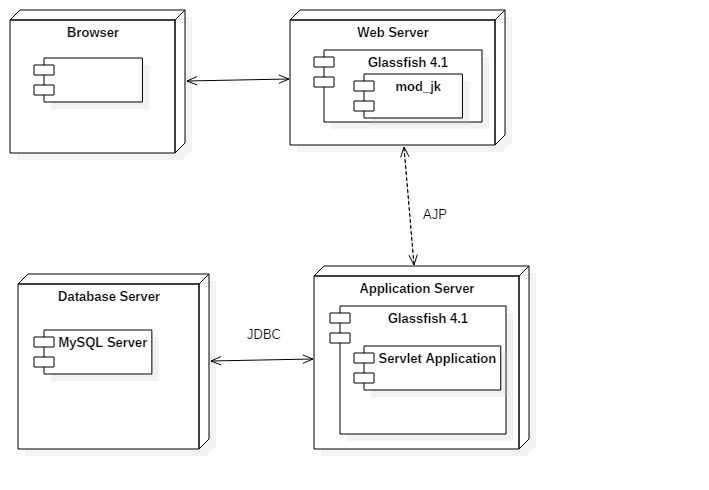 Browser
Web Server
Glassfish 4.1
mod_jk
AJP
Database Server
MySQL Server
JDBC
Application Server
Glassfish 4.1
Servlet Application